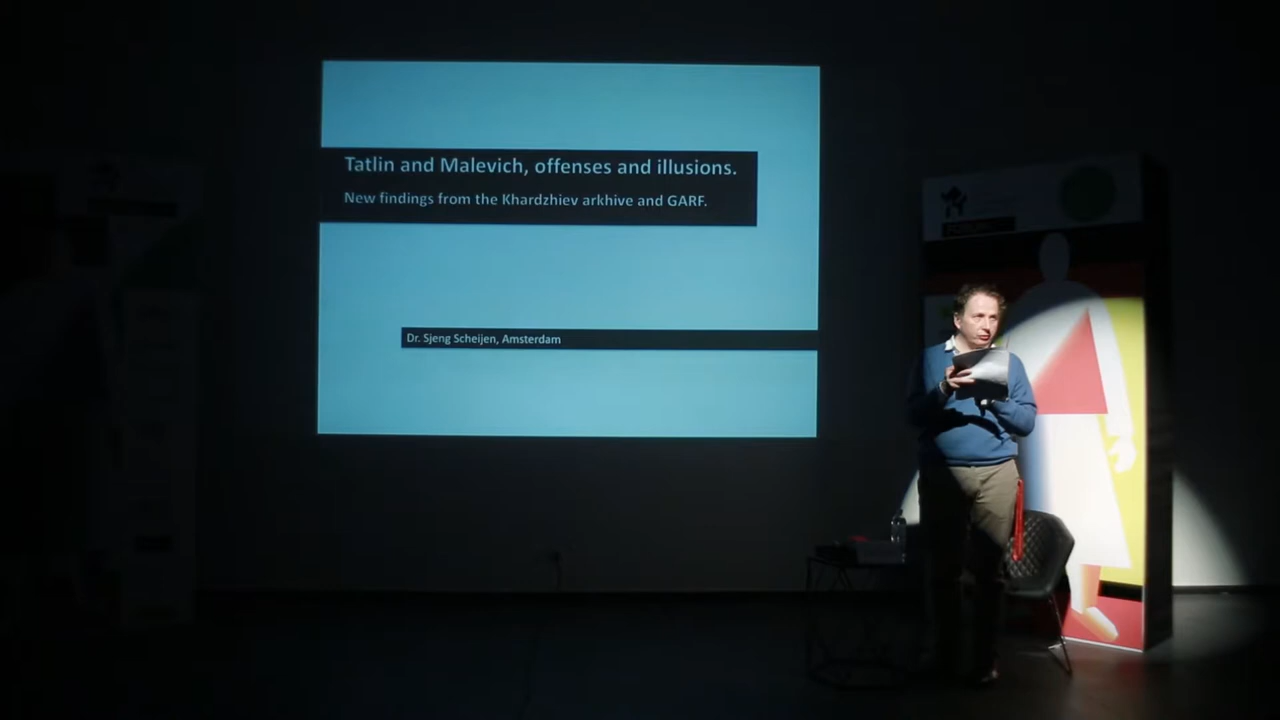 Tatlin and Malevich, offenses and illusions.
New findings from the Khardzhiev arkhive and GARF.
Dr. Sjeng Scheijen, Amsterdam